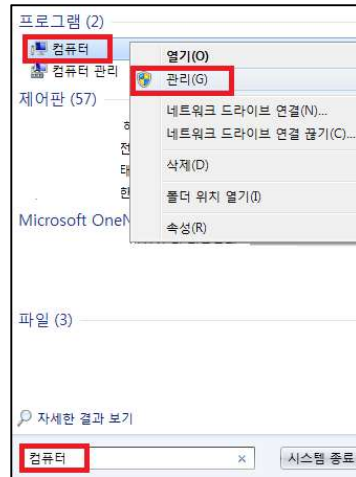 프로그램 (2)
컴퓨터
컴퓨터 관리
제어판 (57)
전
한
Microsoft OneN
파일 (3)
자세한 결과 보기
컴퓨터
시스템 종료
열기(O)
관리(G)
네트워크 드라이브 연결(N)...
네트워크 드라이브 연결 끊기(C)...
삭제(D)
폴더 위치 열기(I)
속성(R)